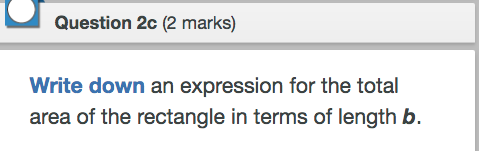 Question 2c (2 marks)
Write down an expression for the total
area of the rectangle in terms of length b.